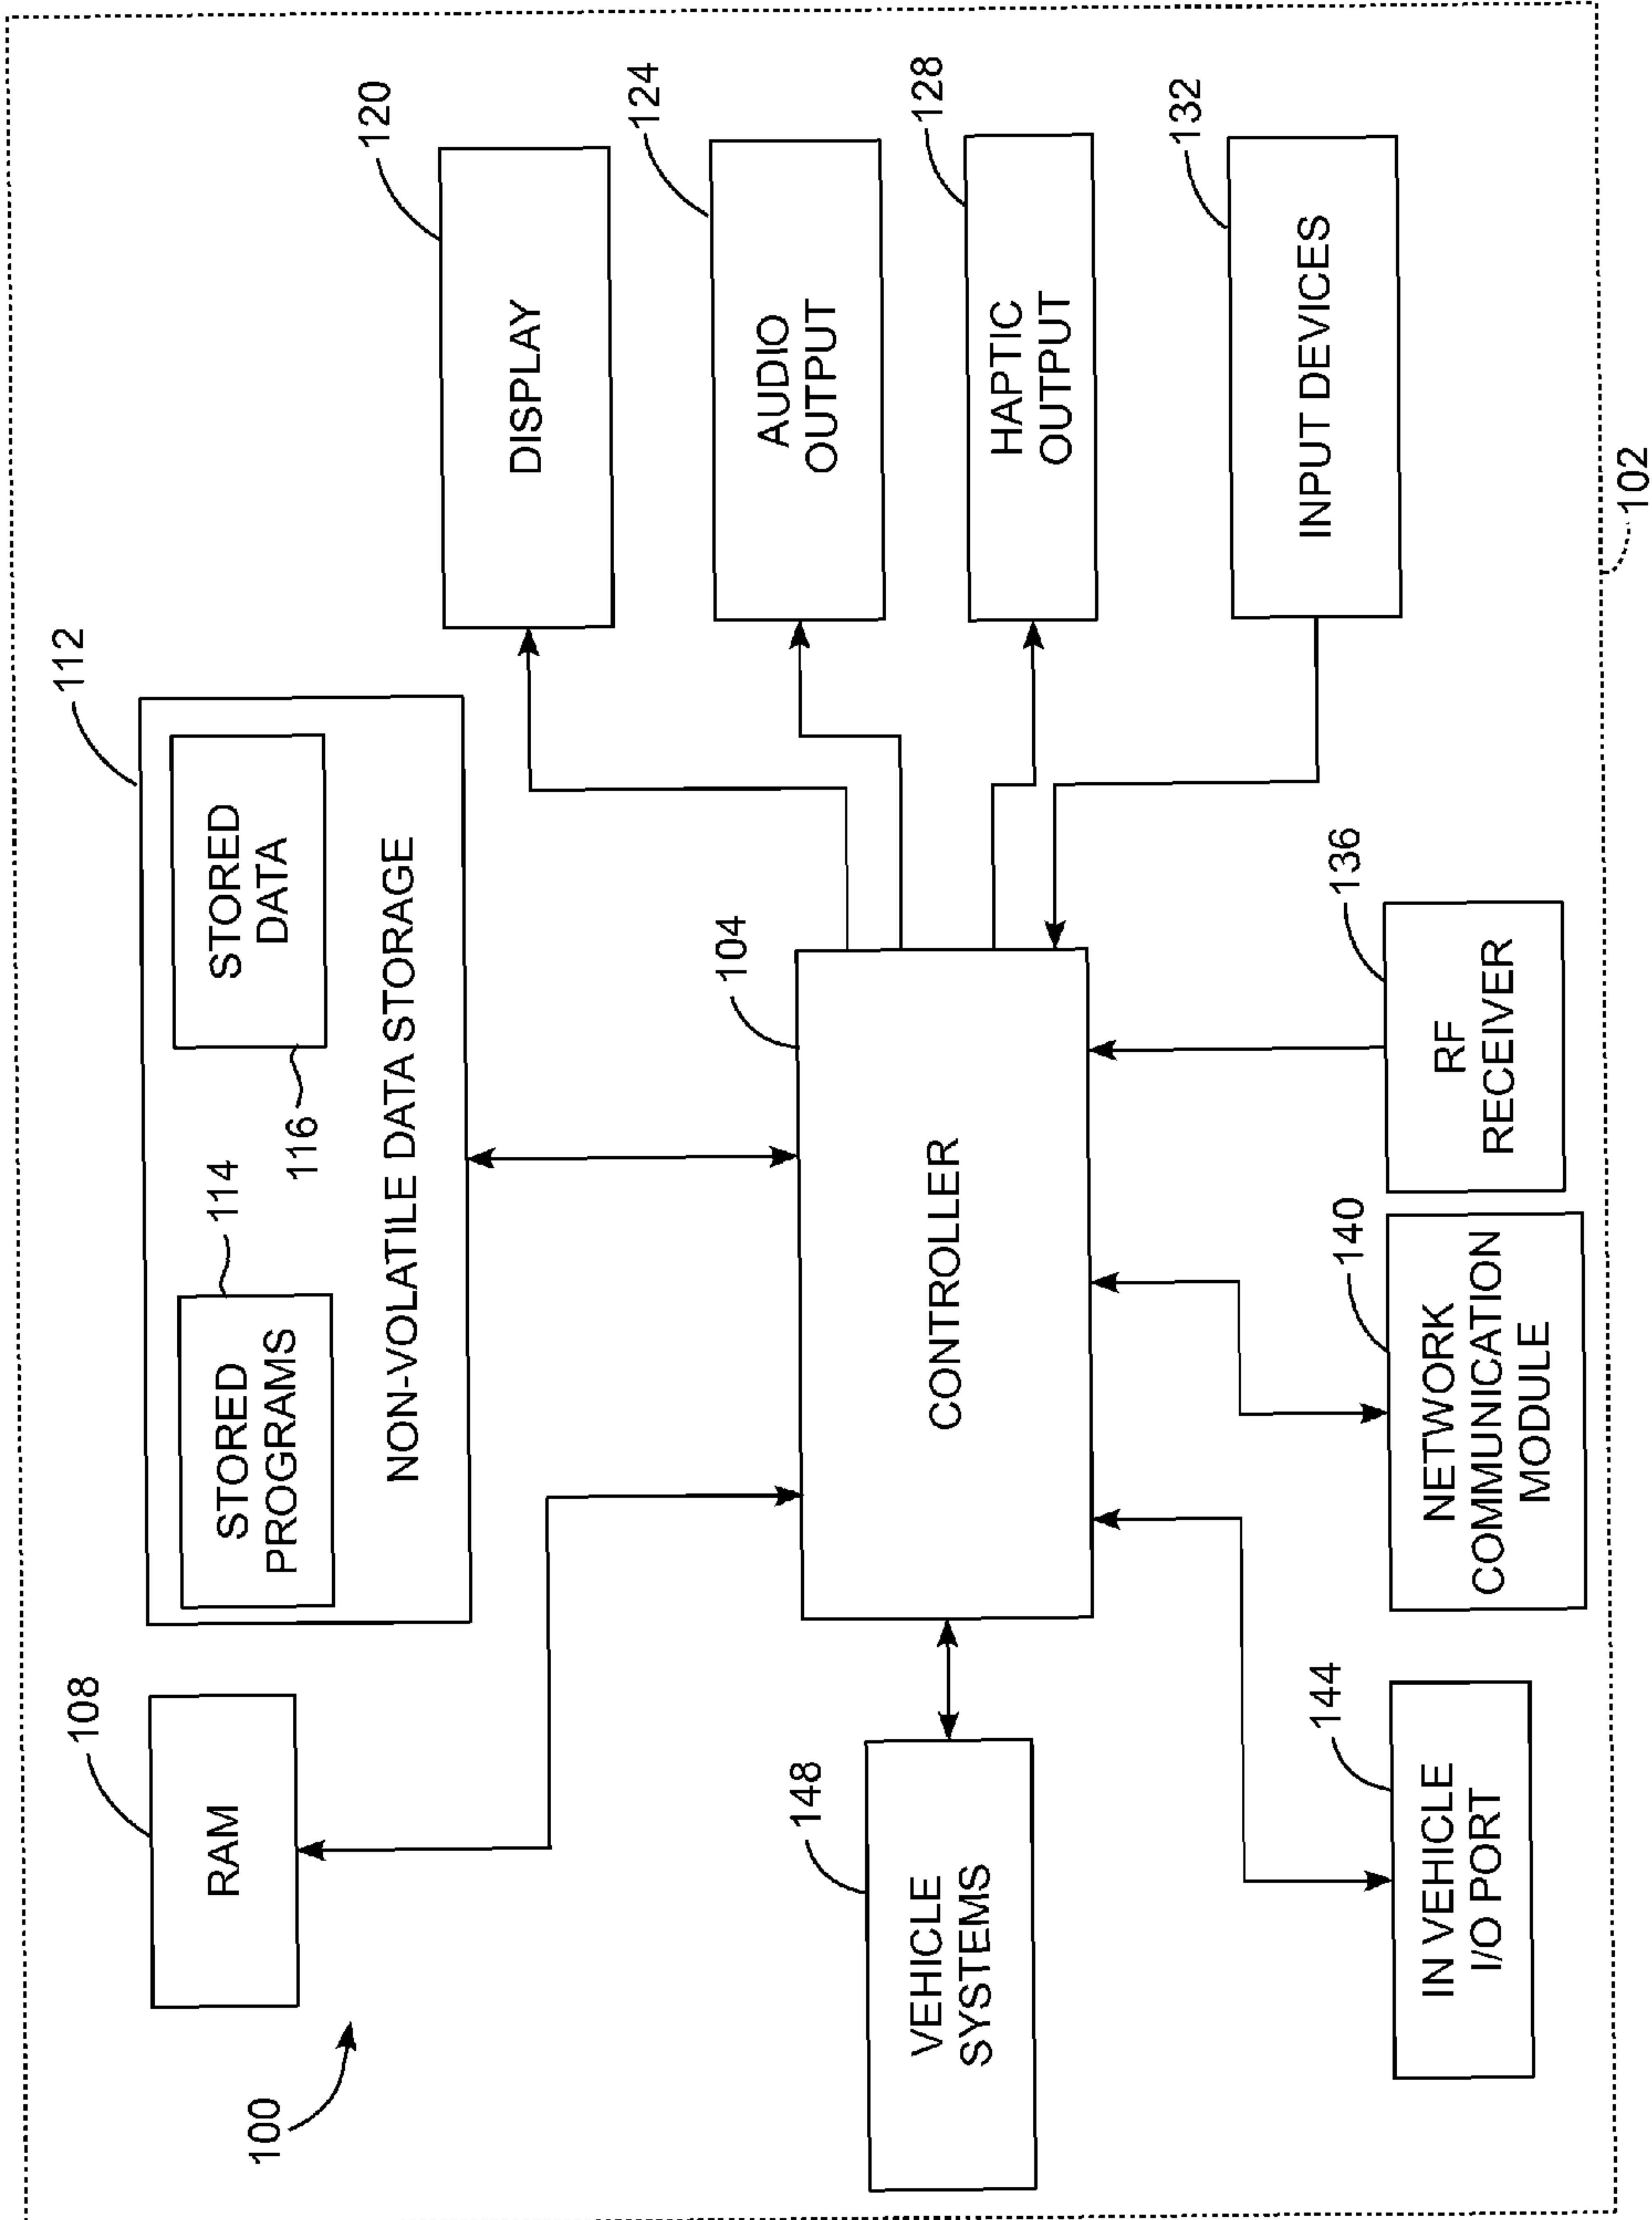 100
108
RAM
112
114
STORED
PROGRAMS
116
STORED
DATA
NON-VOLATILE DATA STORAGE
120
DISPLAY
124
AUDIO
OUTPUT
128
HAPTIC
OUTPUT
132
INPUT DEVICES
104
CONTROLLER
148
VEHICLE
SYSTEMS
144
IN VEHICLE
I/O PORT
140
NETWORK
COMMUNICATION
MODULE
136
RF
RECEIVER
102